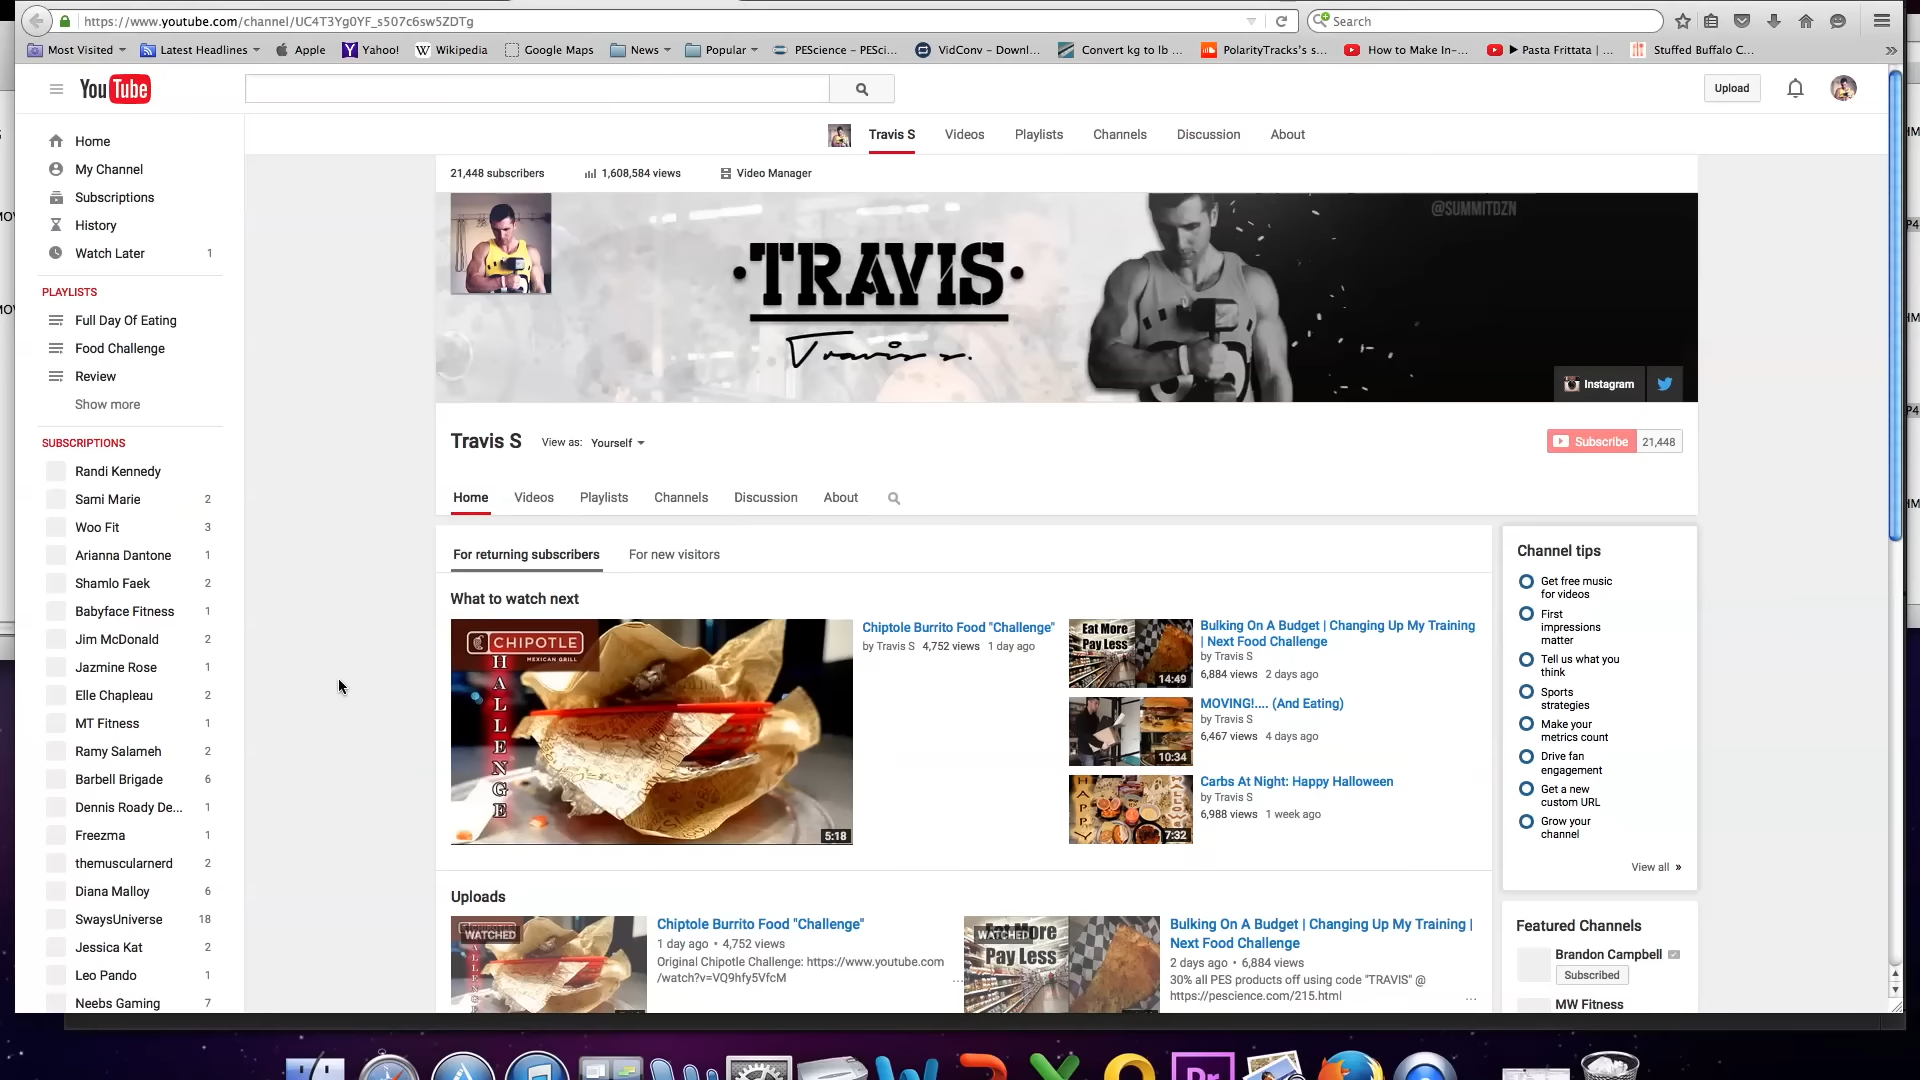 https://www.youtube.com/channel/UC4T3Yg0YF_s507c6sw5ZDTg
Search
Most Visited
Latest Headlines
Apple
Yahoo!
Wikipedia
Google Maps
News
Popular
PEScience – PESci...
VidConv – Downl...
Convert kg to lb ...
PolarityTracks's s...
How to Make In–...
▶ Pasta Frittata | ...
Stuffed Buffalo C...
»
YouTube
Upload
Travis S
Videos
Playlists
Channels
Discussion
About
Home
My Channel
Subscriptions
History
Watch Later 1
PLAYLISTS
Full Day Of Eating
Food Challenge
Review
Show more
SUBSCRIPTIONS
Randi Kennedy
Sami Marie 2
Woo Fit 3
Arianna Dantone 1
Shamlo Faek 2
Babyface Fitness 1
Jim McDonald 2
Jazmine Rose 1
Elle Chapleau 2
MT Fitness 1
Ramy Salameh 2
Barbell Brigade 6
Dennis Roady De... 1
Freezma 1
themuscularnerd 2
Diana Malloy 6
SwaysUniverse 18
Jessica Kat 2
Leo Pando 1
Neebs Gaming 7
21,448 subscribers
1,608,584 views
Video Manager
@SUMMITDZN
·TRAVIS·
Travis s.
Instagram
Travis S
View as: Yourself
Subscribe 21,448
Home
Videos
Playlists
Channels
Discussion
About
For returning subscribers
For new visitors
What to watch next
CHIPOTLE
MEXICAN GRILL
HALLENGE
5:18
Chiptole Burrito Food "Challenge"
by Travis S 4,752 views 1 day ago
Eat More
Pay Less
14:49
Bulking On A Budget | Changing Up My Training
| Next Food Challenge
by Travis S
6,884 views 2 days ago
10:34
MOVING!.... (And Eating)
by Travis S
6,467 views 4 days ago
HAPPY
7:32
Carbs At Night: Happy Halloween
by Travis S
6,988 views 1 week ago
Uploads
WATCHED
Chiptole Burrito Food "Challenge"
1 day ago • 4,752 views
Original Chipotle Challenge: https://www.youtube.com
/watch?v=VQ9hfy5VfcM
...
WATCHED
Eat More
Pay Less
Bulking On A Budget | Changing Up My Training |
Next Food Challenge
2 days ago • 6,884 views
30% all PES products off using code "TRAVIS" @
https://pescience.com/215.html
...
Channel tips
Get free music
for videos
First
impressions
matter
Tell us what you
think
Sports
strategies
Make your
metrics count
Drive fan
engagement
Get a new
custom URL
Grow your
channel
View all »
Featured Channels
Brandon Campbell
Subscribed
MW Fitness
Pr